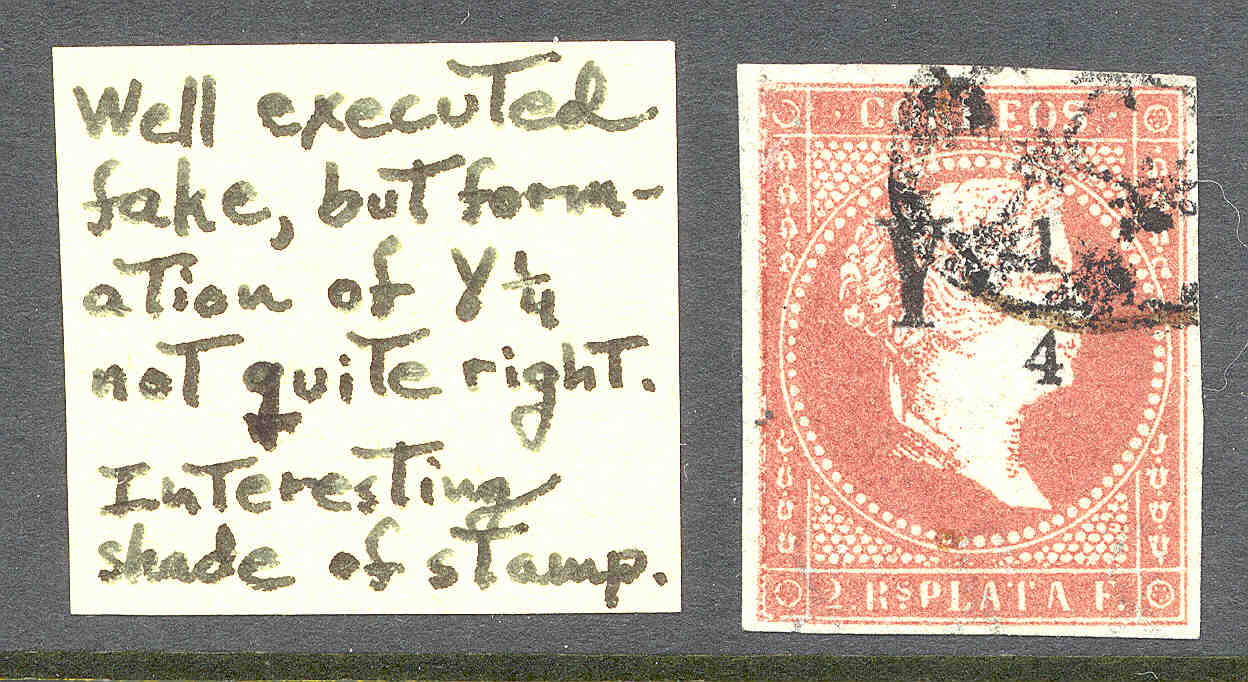 Well executed
fake, but form-
ation of Y 1/4
not quite right.
Interesting
shade of stamp.
· CORREOS ·
Y 1
4
2. Rs PLATA F.